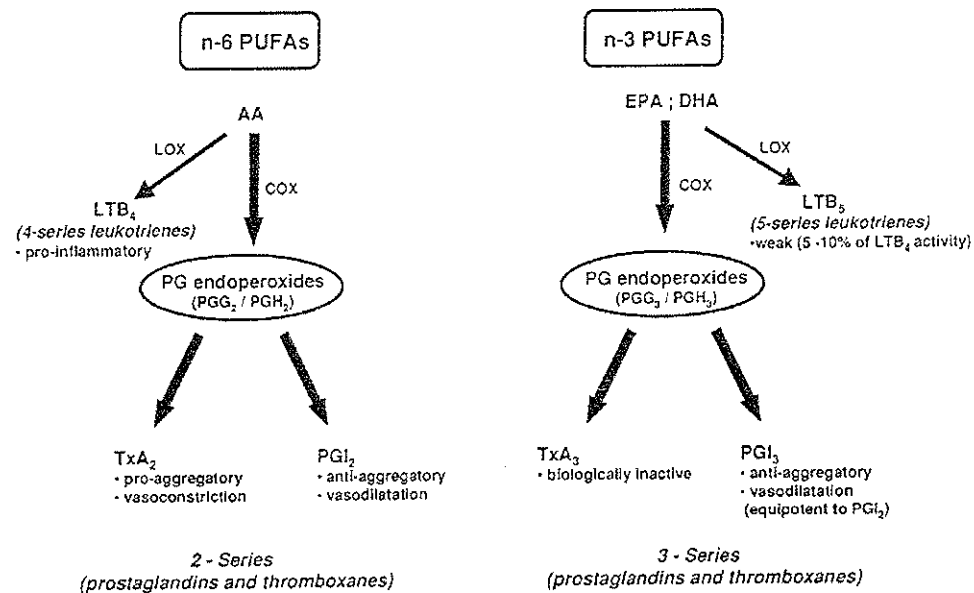 n-6 PUFAs
AA
LOX
COX
LTB₄
(4-series leukotrienes)
• pro-inflammatory
PG endoperoxides
(PGG₂ / PGH₂)
TxA₂
• pro-aggregatory
• vasoconstriction
PGI₂
• anti-aggregatory
• vasodilatation
2 - Series
(prostaglandins and thromboxanes)
n-3 PUFAs
EPA ; DHA
LOX
COX
LTB₅
(5-series leukotrienes)
•weak (5 -10% of LTB₄ activity)
PG endoperoxides
(PGG₃ / PGH₃)
TxA₃
• biologically inactive
PGI₃
• anti-aggregatory
• vasodilatation
(equipotent to PGI₂)
3 - Series
(prostaglandins and thromboxanes)